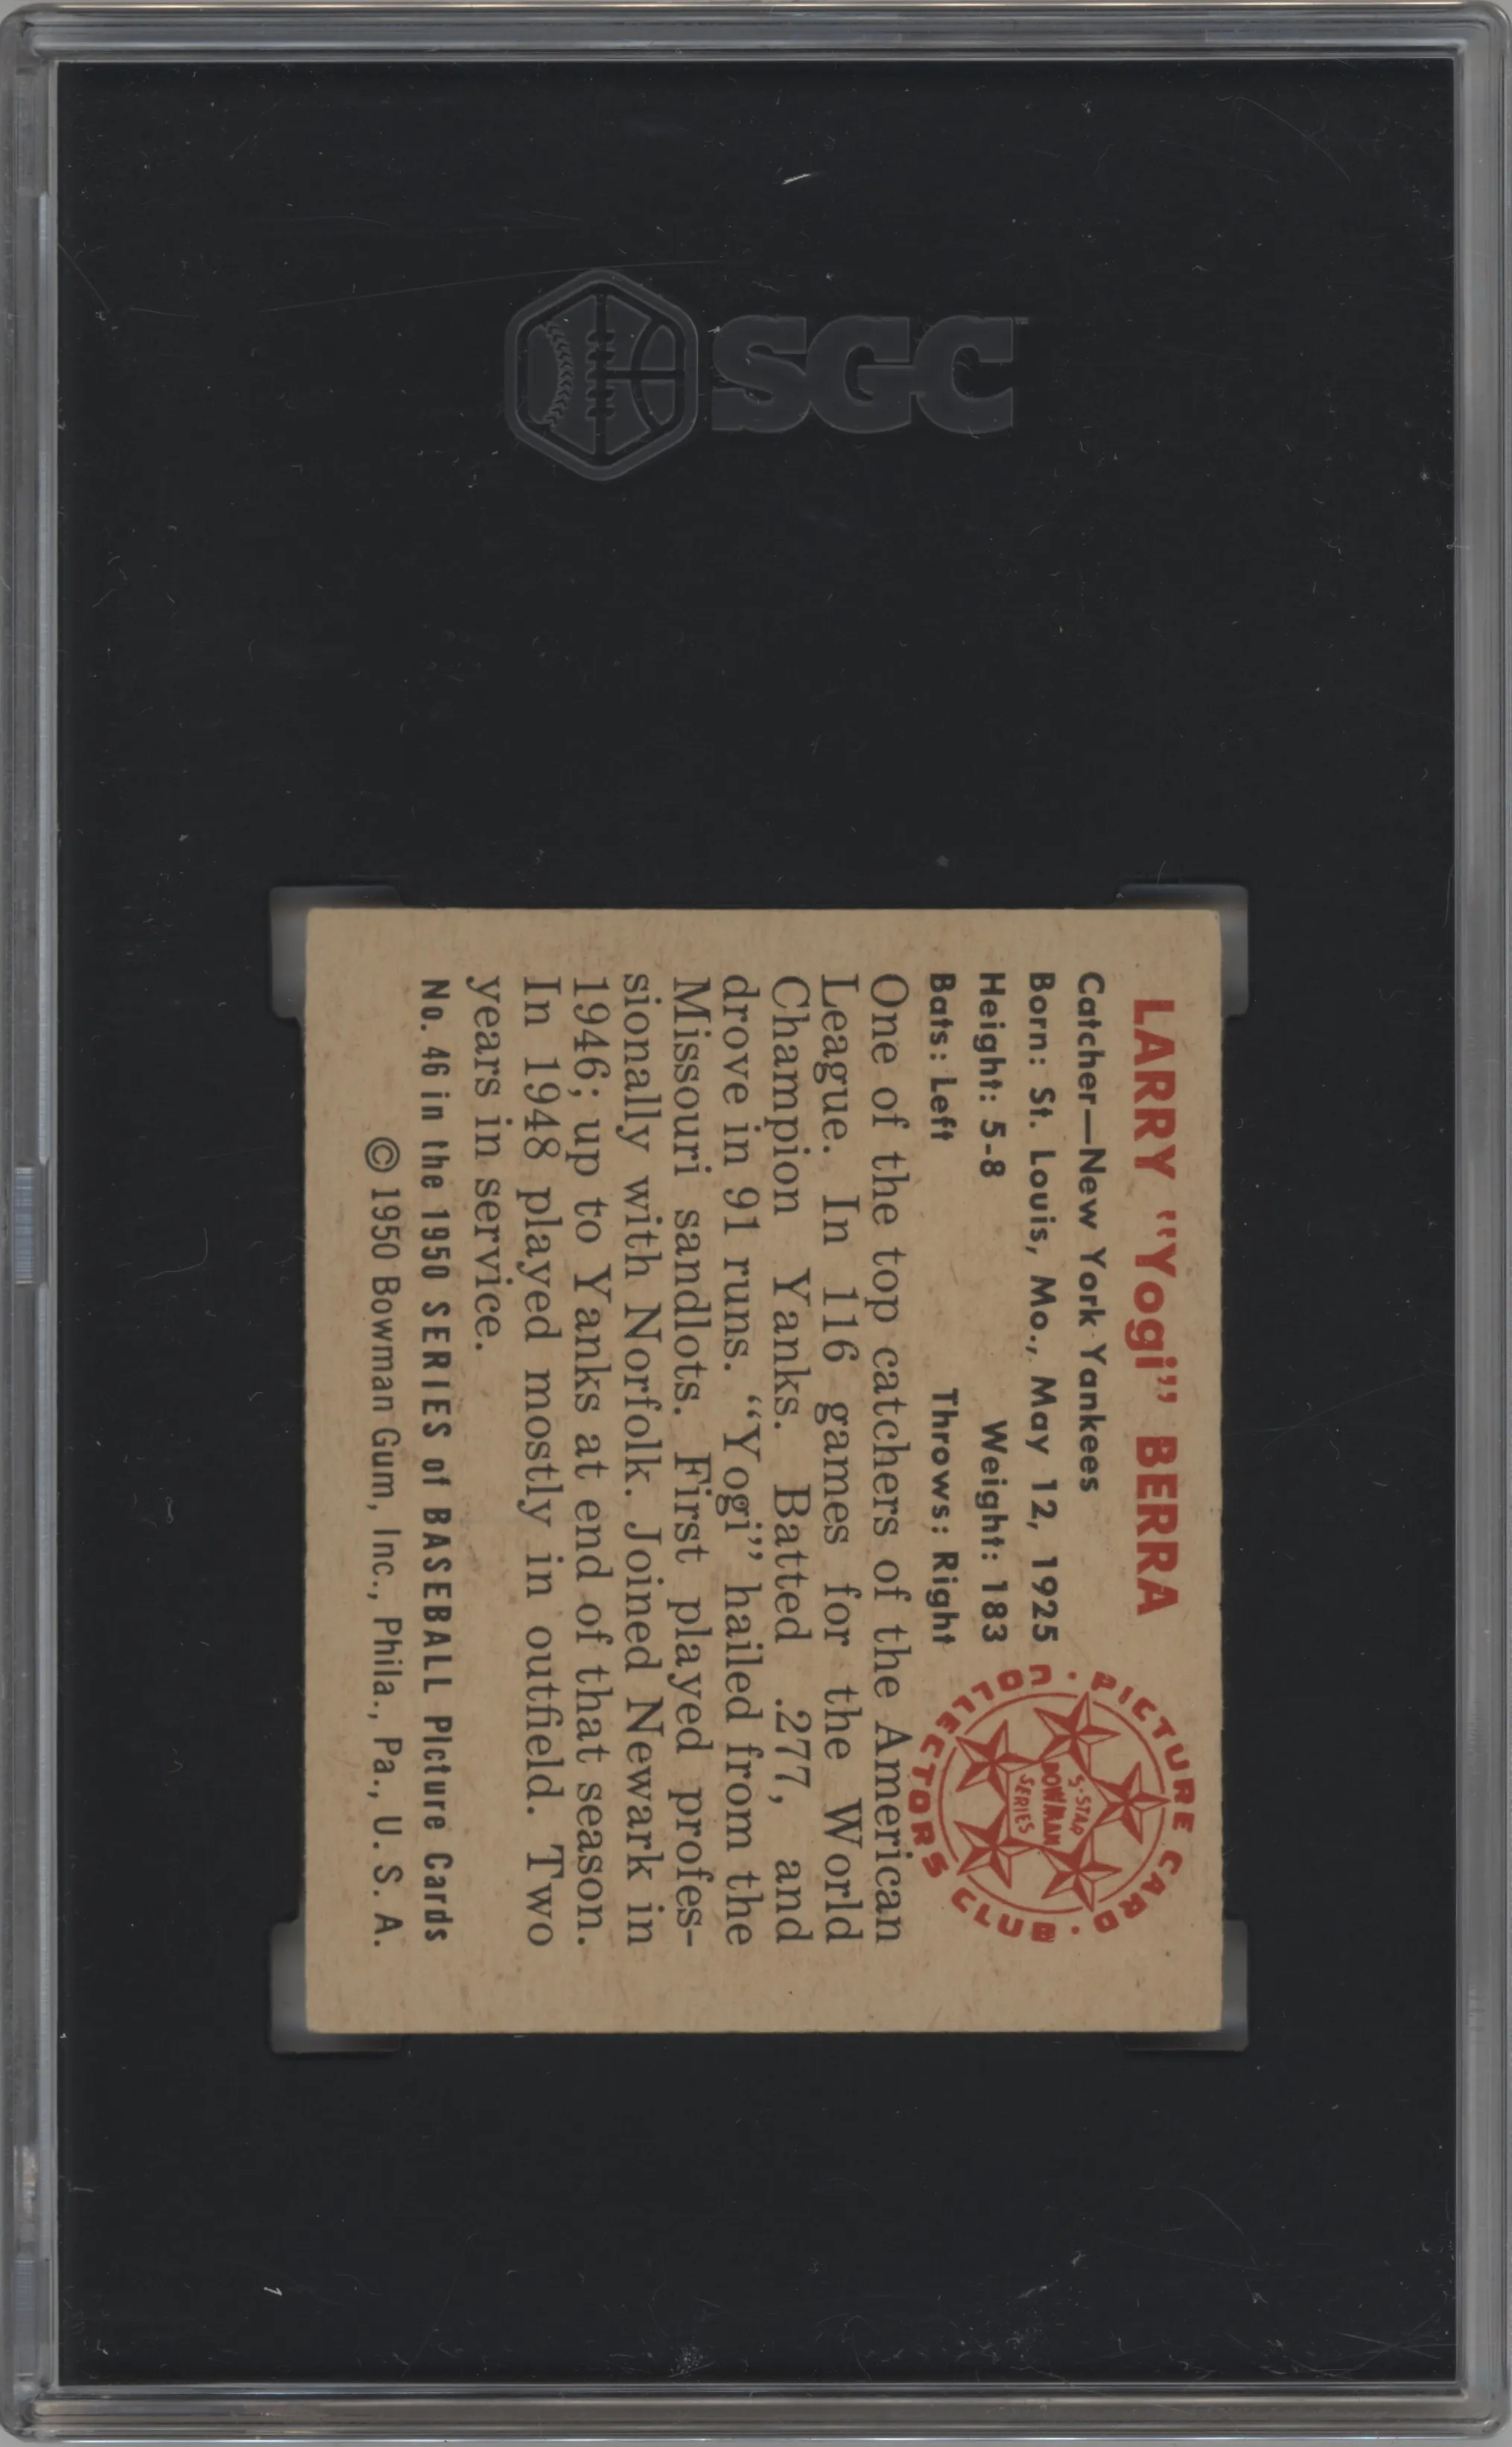 SGC™
LARRY "Yogi" BERRA
Catcher—New York Yankees
Born: St. Louis, Mo., May 12, 1925
Height: 5-8 Weight: 183
Bats: Left Throws: Right
PICTURE CARD
COLLECTORS CLUB
5-STAR
BOWMAN
SERIES
One of the top catchers of the American
League. In 116 games for the World
Champion Yanks. Batted .277, and
drove in 91 runs. "Yogi" hailed from the
Missouri sandlots. First played profes-
sionally with Norfolk. Joined Newark in
1946; up to Yanks at end of that season.
In 1948 played mostly in outfield. Two
years in service.
No. 46 in the 1950 SERIES of BASEBALL PIcture Cards
© 1950 Bowman Gum, Inc., Phila., Pa., U. S. A.